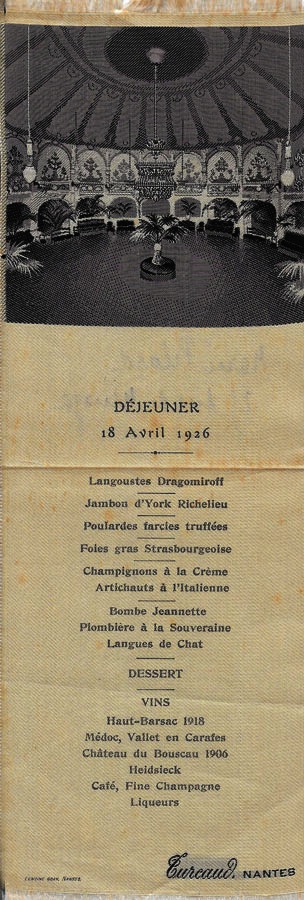 DÉJEUNER
18 Avril 1926
Langoustes Dragomiroff
Jambon d'York Richelieu
Poulardes farcies truffées
Foies gras Strasbourgeoise
Champignons à la Crème
Artichauts à l'Italienne
Bombe Jeannette
Plombière à la Souveraine
Langues de Chat
DESSERT
VINS
Haut-Barsac 1918
Médoc, Vallet en Carafes
Château du Bouscau 1906
Heidsieck
Café, Fine Champagne
Liqueurs
Turcaud. NANTES